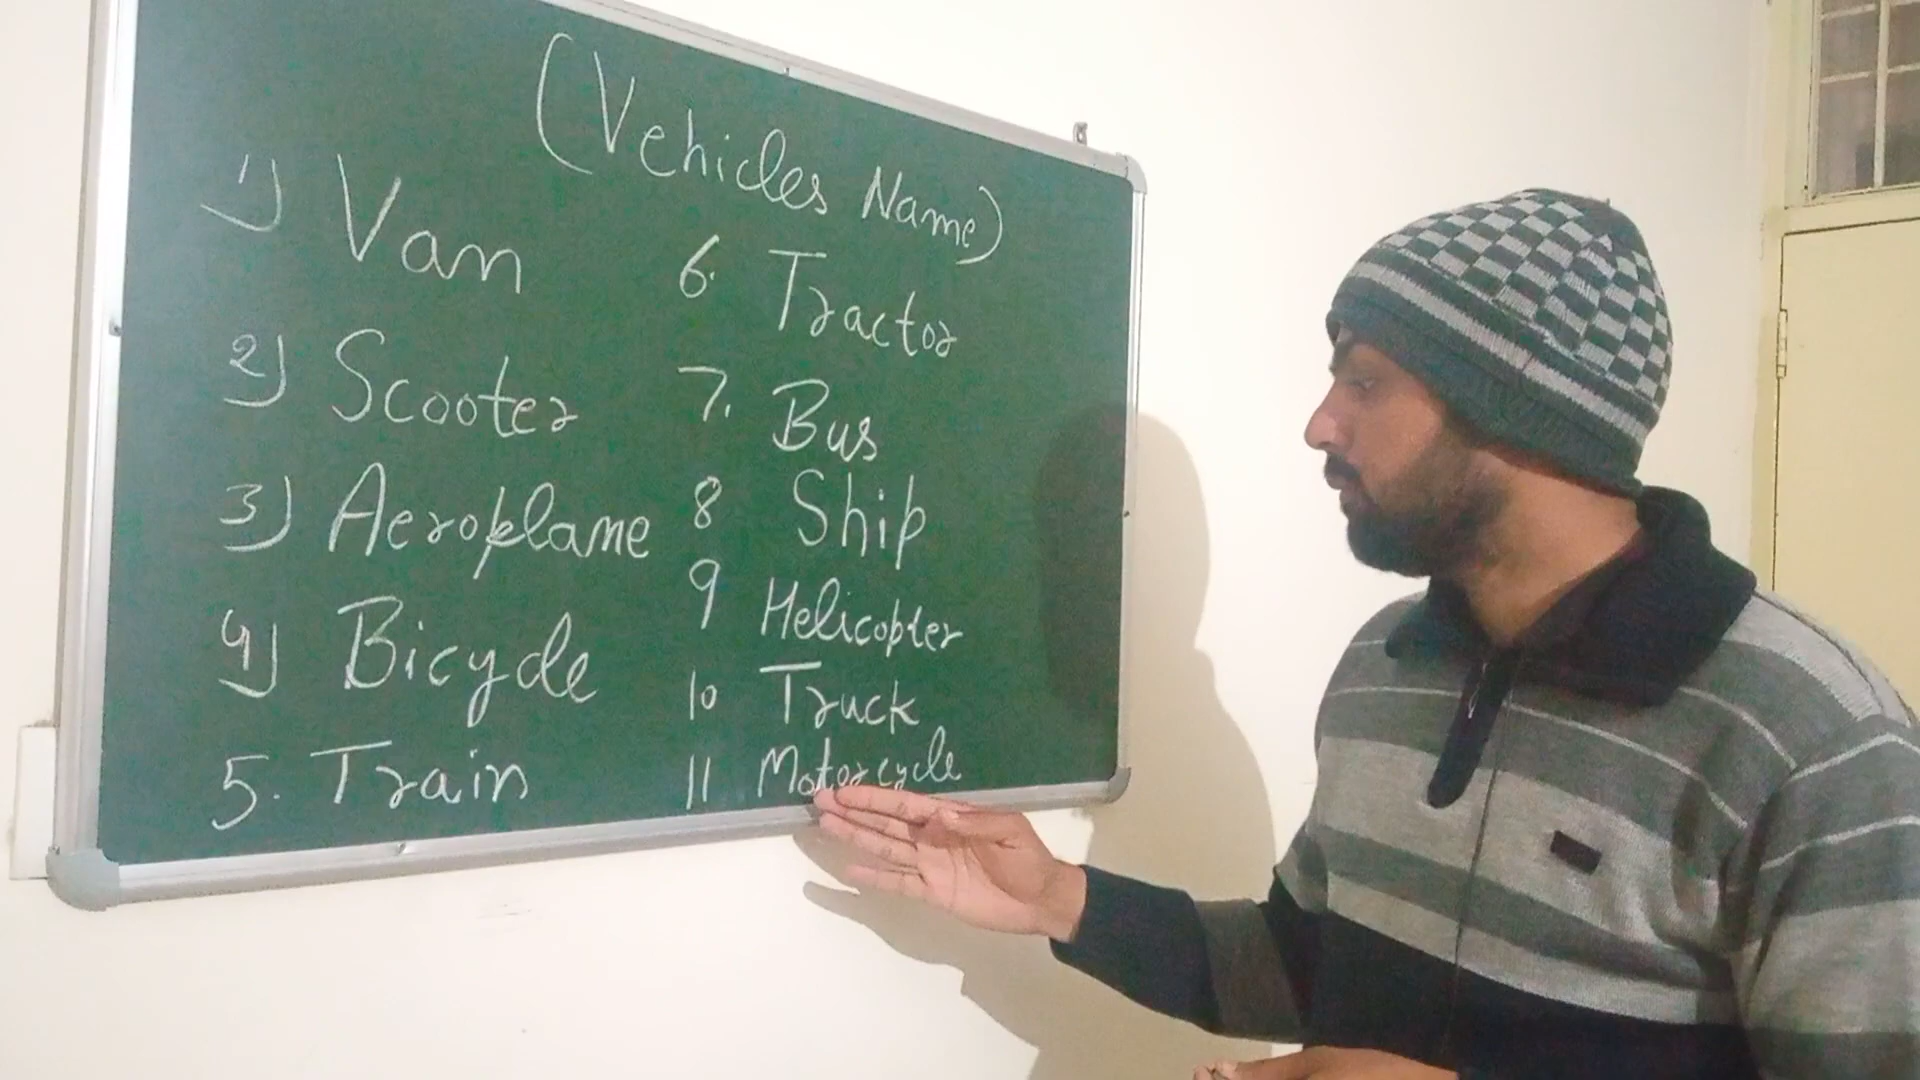 (Vehicles Name)
1) Van
2) Scooter
3) Aeroplane
4) Bicycle
5. Train
6. Tractor
7. Bus
8 Ship
9 Helicopter
10 Truck
11 Motorcycle